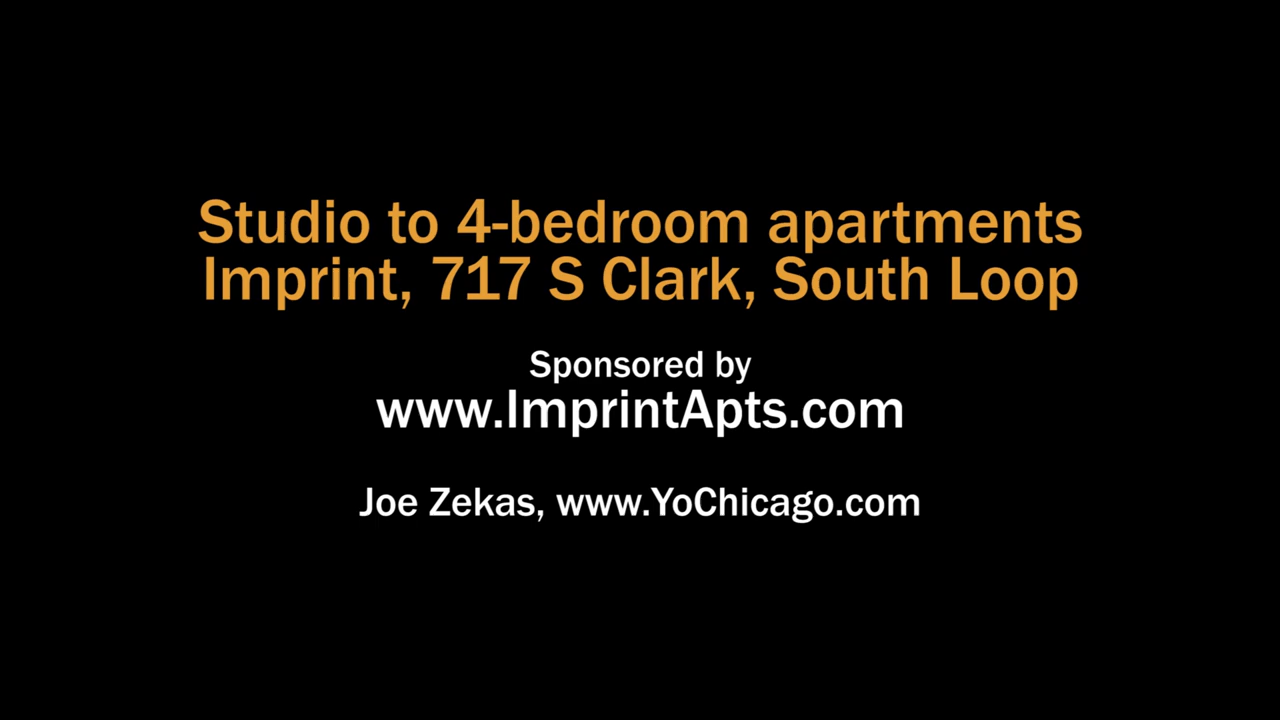 Studio to 4-bedroom apartments
Imprint, 717 S Clark, South Loop
Sponsored by
www.ImprintApts.com
Joe Zekas, www.YoChicago.com